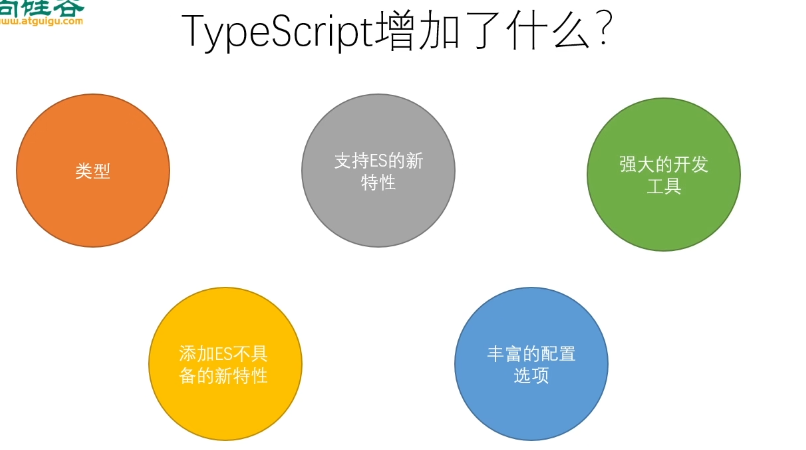 尚硅谷
www.atguigu.com
TypeScript增加了什么？
类型
支持ES的新
特性
强大的开发
工具
添加ES不具
备的新特性
丰富的配置
选项